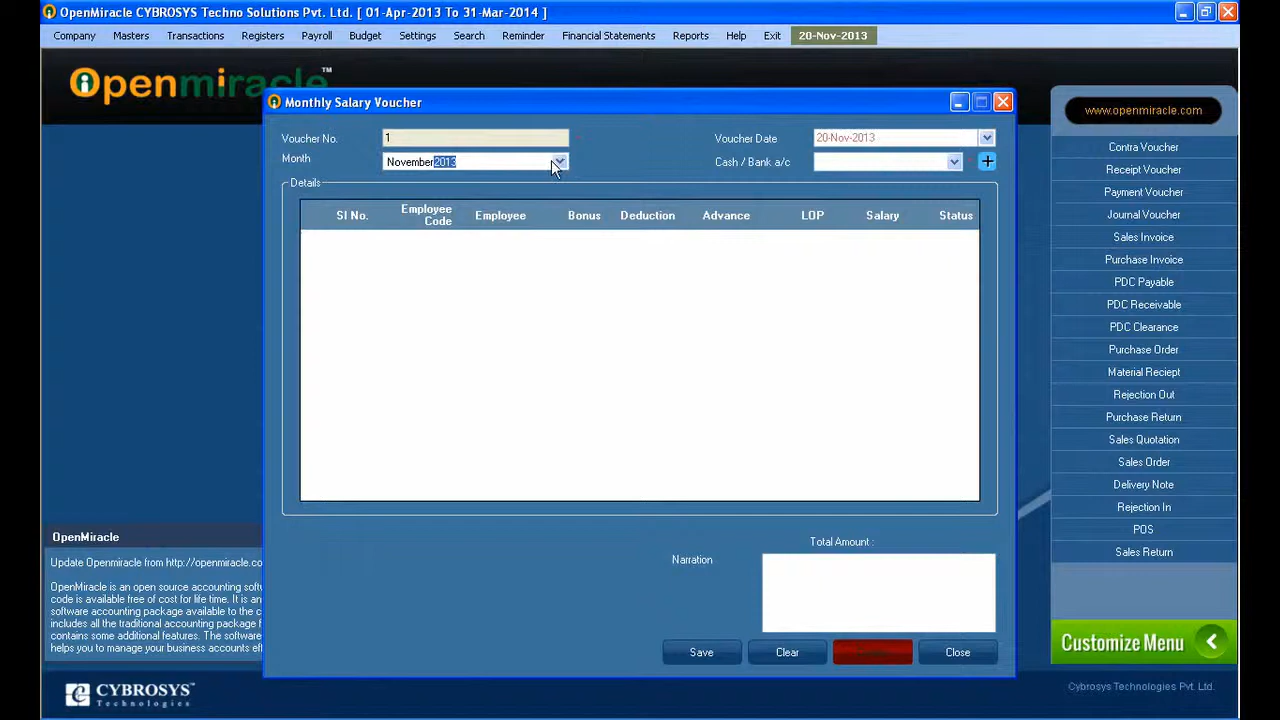 OpenMiracle CYBROSYS Techno Solutions Pvt. Ltd. [ 01-Apr-2013 To 31-Mar-2014 ]
Company Masters Transactions Registers Payroll Budget Settings Search Reminder Financial Statements Reports Help Exit 20-Nov-2013
Openmiracle™
www.openmiracle.com
Monthly Salary Voucher
Voucher No. 1 Voucher Date 20-Nov-2013
Month November2013 Cash / Bank a/c
Details
Sl No. Employee Code Employee Bonus Deduction Advance LOP Salary Status
Total Amount :
Narration
Save Clear Close
Contra Voucher
Receipt Voucher
Payment Voucher
Journal Voucher
Sales Invoice
Purchase Invoice
PDC Payable
PDC Receivable
PDC Clearance
Purchase Order
Material Reciept
Rejection Out
Purchase Return
Sales Quotation
Sales Order
Delivery Note
Rejection In
POS
Sales Return
Customize Menu
OpenMiracle
Update Openmiracle from http://openmiracle.co
OpenMiracle is an open source accounting softw
code is available free of cost for life time. It is an
software accounting package available to the c
includes all the traditional accounting package f
contains some additional features. The software
helps you to manage your business accounts ef
CYBROSYS™
Technologies
Cybrosys Technologies Pvt. Ltd.